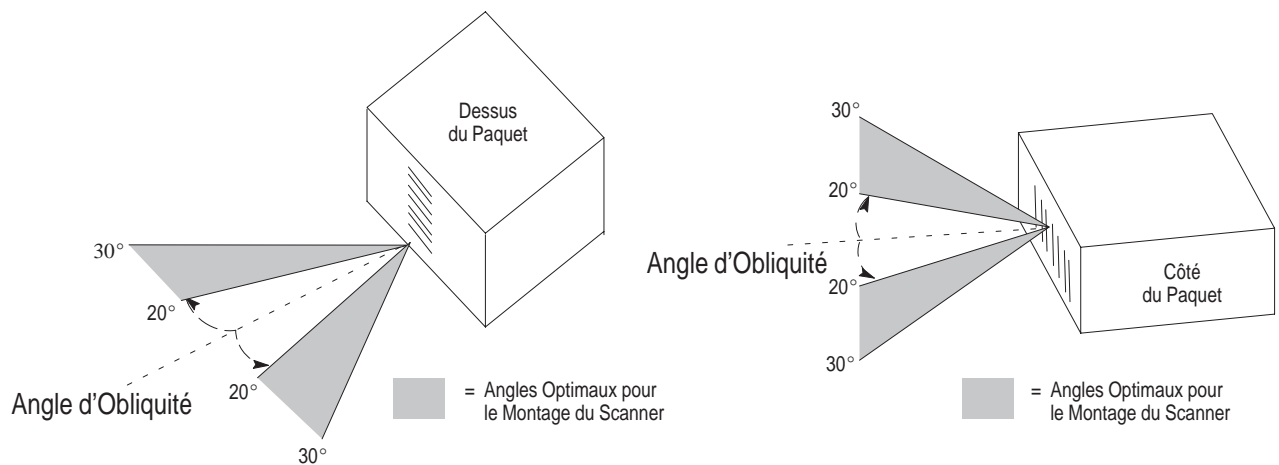 Dessus
du Paquet
30°
20°
Angle d'Obliquité
20°
30°
= Angles Optimaux pour
le Montage du Scanner
30°
20°
Angle d'Obliquité
20°
30°
Côté
du Paquet
= Angles Optimaux pour
le Montage du Scanner